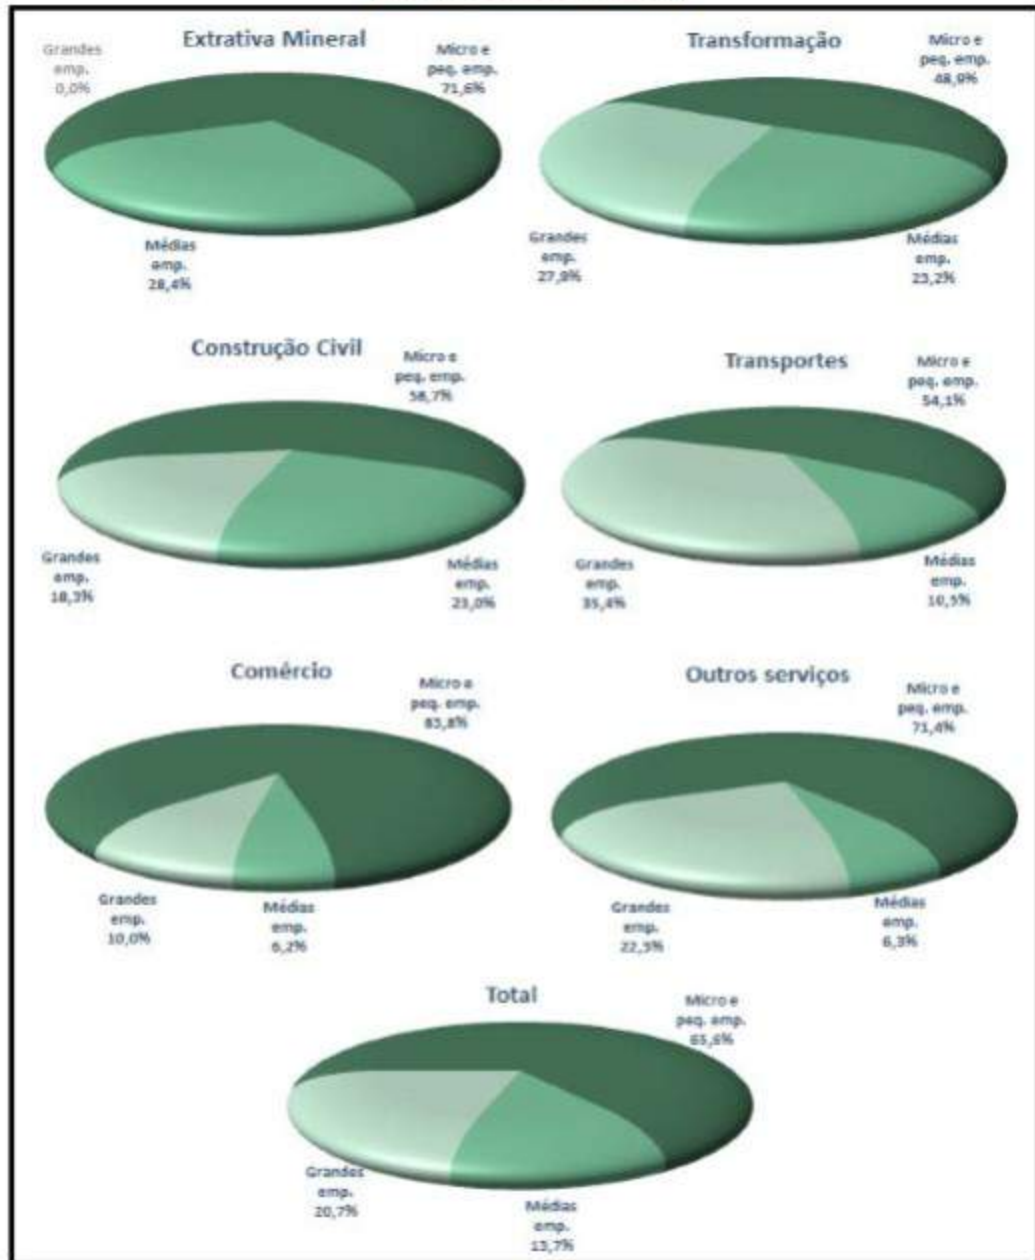 Extrativa Mineral
Grandes
emp.
0,0%
Micro e
peq. emp.
71,6%
Médias
emp.
28,4%
Transformação
Micro e
peq. emp.
48,9%
Grandes
emp.
27,9%
Médias
emp.
23,2%
Construção Civil
Micro e
peq. emp.
58,7%
Grandes
emp.
18,3%
Médias
emp.
23,0%
Transportes
Micro e
peq. emp.
54,1%
Grandes
emp.
35,4%
Médias
emp.
10,5%
Comércio
Micro e
peq. emp.
83,8%
Grandes
emp.
10,0%
Médias
emp.
6,2%
Outros serviços
Micro e
peq. emp.
71,4%
Grandes
emp.
22,3%
Médias
emp.
6,3%
Total
Micro e
peq. emp.
65,6%
Grandes
emp.
20,7%
Médias
emp.
13,7%